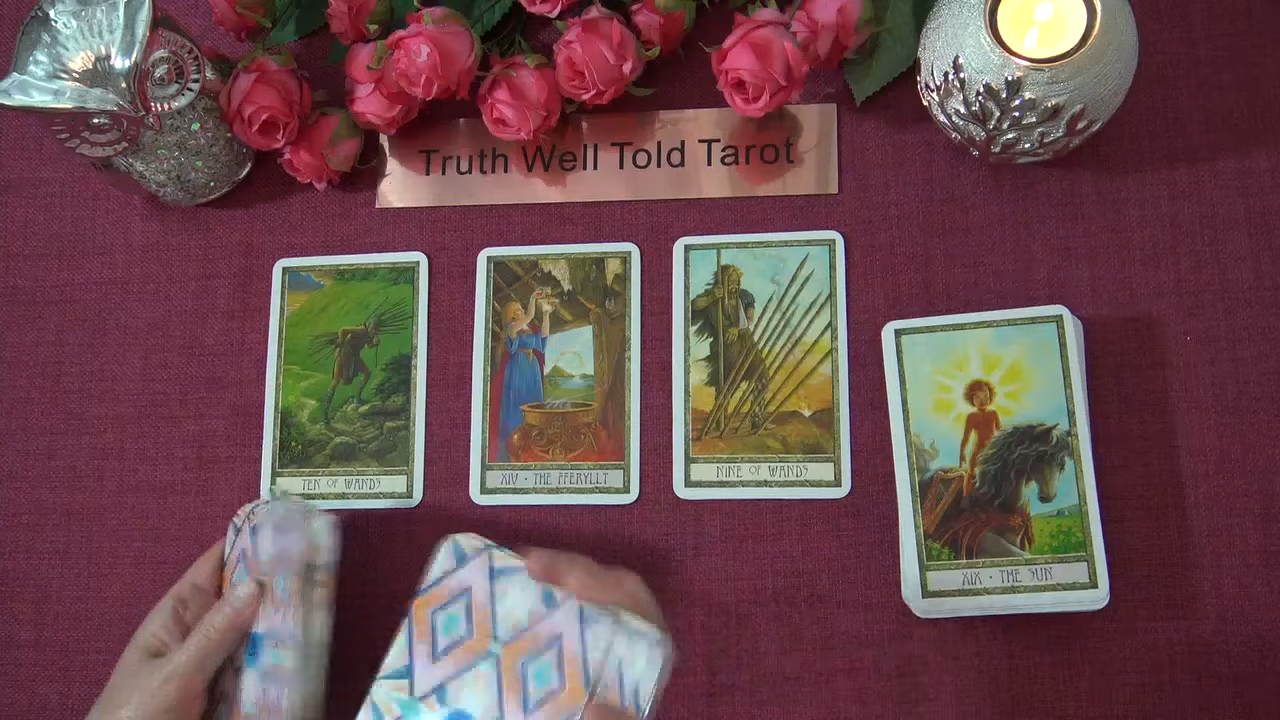 Truth Well Told Tarot
TEN OF WANDS
XIV · THE FFERYLLT
NINE OF WANDS
XIX · THE SUN